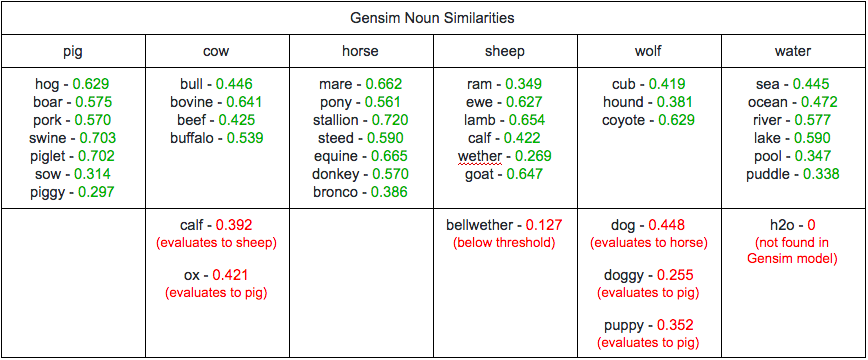 Gensim Noun Similarities
pig
cow
horse
sheep
wolf
water
hog - 0.629
boar - 0.575
pork - 0.570
swine - 0.703
piglet - 0.702
sow - 0.314
piggy - 0.297
bull - 0.446
bovine - 0.641
beef - 0.425
buffalo - 0.539
mare - 0.662
pony - 0.561
stallion - 0.720
steed - 0.590
equine - 0.665
donkey - 0.570
bronco - 0.386
ram - 0.349
ewe - 0.627
lamb - 0.654
calf - 0.422
wether - 0.269
goat - 0.647
cub - 0.419
hound - 0.381
coyote - 0.629
sea - 0.445
ocean - 0.472
river - 0.577
lake - 0.590
pool - 0.347
puddle - 0.338
calf - 0.392
(evaluates to sheep)
ox - 0.421
(evaluates to pig)
bellwether - 0.127
(below threshold)
dog - 0.448
(evaluates to horse)
doggy - 0.255
(evaluates to pig)
puppy - 0.352
(evaluates to pig)
h2o - 0
(not found in
Gensim model)